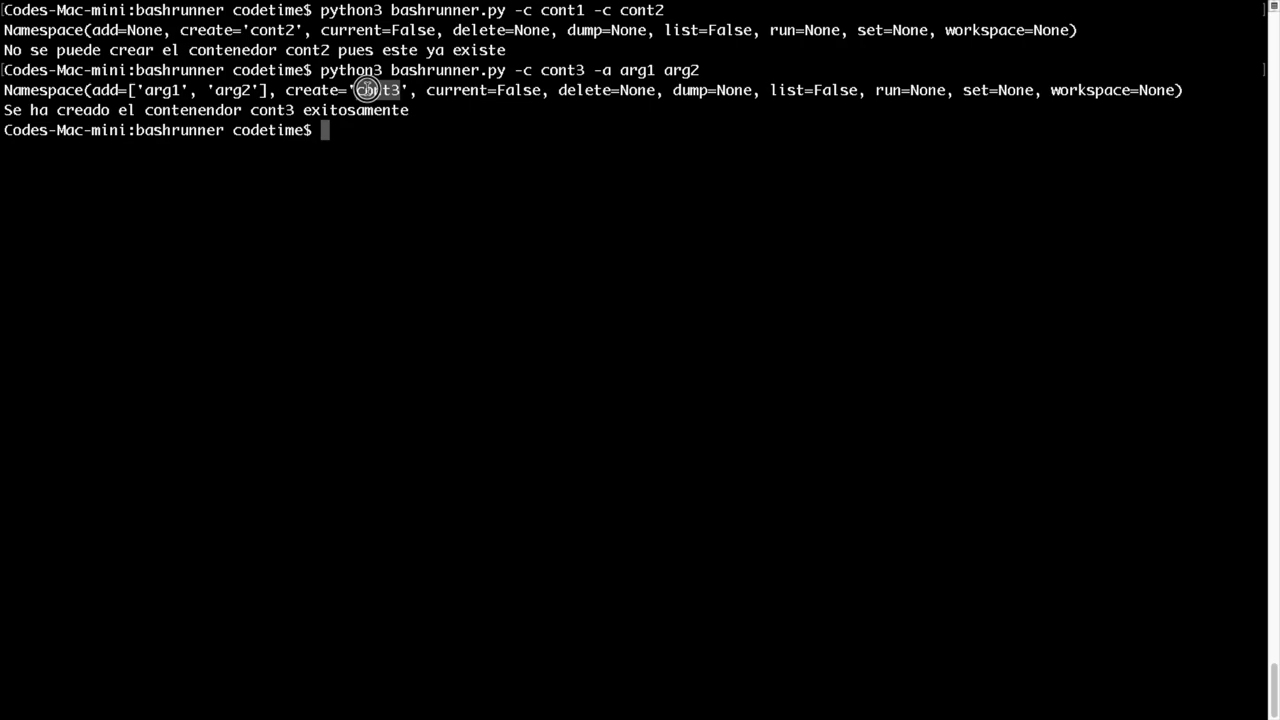 Codes-Mac-mini:bashrunner codetime$ python3 bashrunner.py -c cont1 -c cont2
Namespace(add=None, create='cont2', current=False, delete=None, dump=None, list=False, run=None, set=None, workspace=None)
No se puede crear el contenedor cont2 pues este ya existe
Codes-Mac-mini:bashrunner codetime$ python3 bashrunner.py -c cont3 -a arg1 arg2
Namespace(add=['arg1', 'arg2'], create='cont3', current=False, delete=None, dump=None, list=False, run=None, set=None, workspace=None)
Se ha creado el contenendor cont3 exitosamente
Codes-Mac-mini:bashrunner codetime$